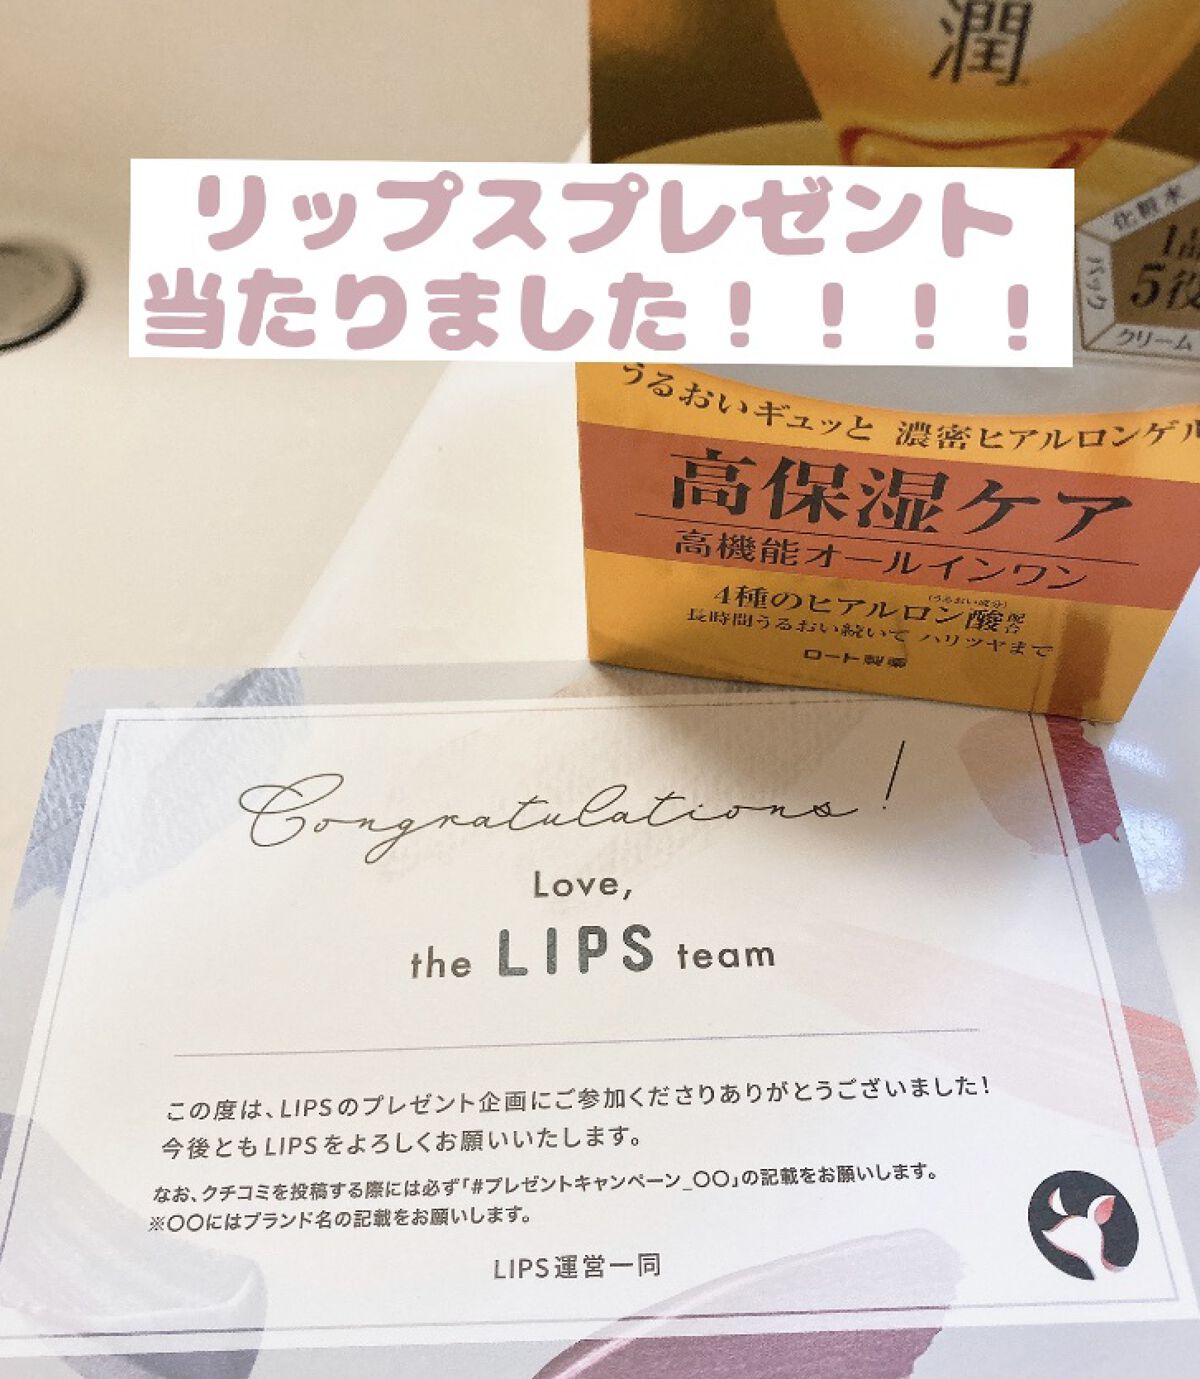 潤
リップスプレゼント
当たりました！！！！
化粧水
パック
5役
クリーム
うるおいギュッと 濃密ヒアルロンゲル
高保湿ケア
高機能オールインワン
(うるおい成分)
4種のヒアルロン酸配合
長時間うるおい続いて ハリツヤまで
ロート製薬
Congratulations!
Love,
the LIPS team
この度は、LIPSのプレゼント企画にご参加くださりありがとうございました！
今後ともLIPSをよろしくお願いいたします。
なお、クチコミを投稿する際には必ず「#プレゼントキャンペーン_〇〇」の記載をお願いします。
※〇〇にはブランド名の記載をお願いします。
LIPS運営一同